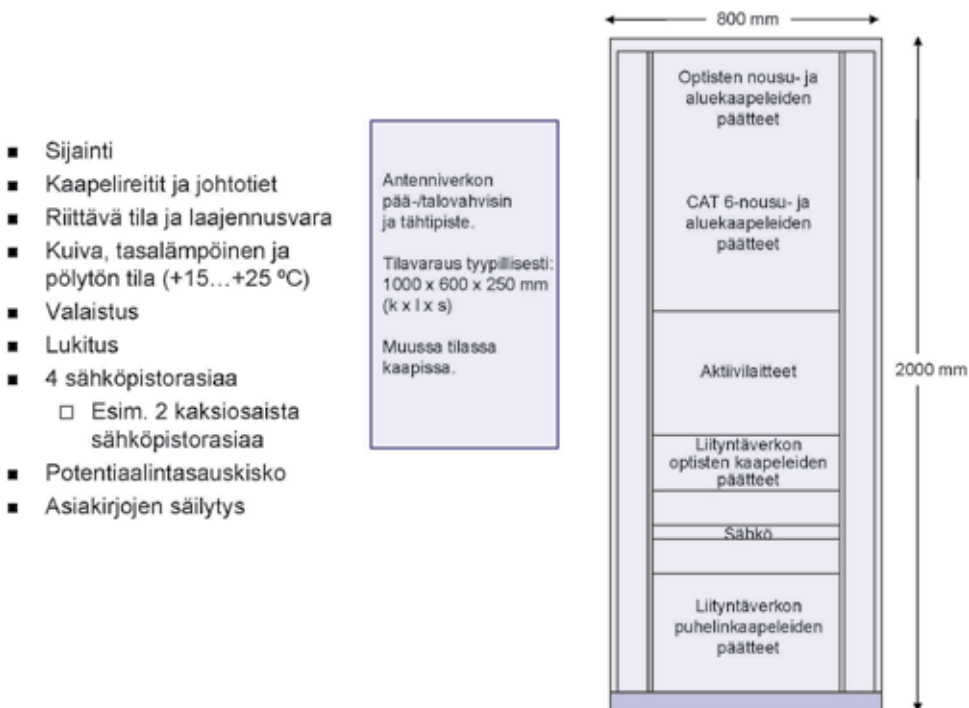 ■ Sijainti
■ Kaapelireitit ja johtotiet
■ Riittävä tila ja laajennusvara
■ Kuiva, tasalämpöinen ja
pölytön tila (+15…+25 ºC)
■ Valaistus
■ Lukitus
■ 4 sähköpistorasiaa
□ Esim. 2 kaksiosaista
sähköpistorasiaa
■ Potentiaalintasauskisko
■ Asiakirjojen säilytys
Antenniverkon
pää-/talovahvisin
ja tähtipiste.
Tilavaraus tyypillisesti:
1000 x 600 x 250 mm
(k x l x s)
Muussa tilassa
kaapissa.
800 mm
Optisten nousu- ja
aluekaapeleiden
päätteet
CAT 6-nousu- ja
aluekaapeleiden
päätteet
Aktiivilaitteet
2000 mm
Liityntäverkon
optisten kaapeleiden
päätteet
Sähkö
Liityntäverkon
puhelinkaapeleiden
päätteet